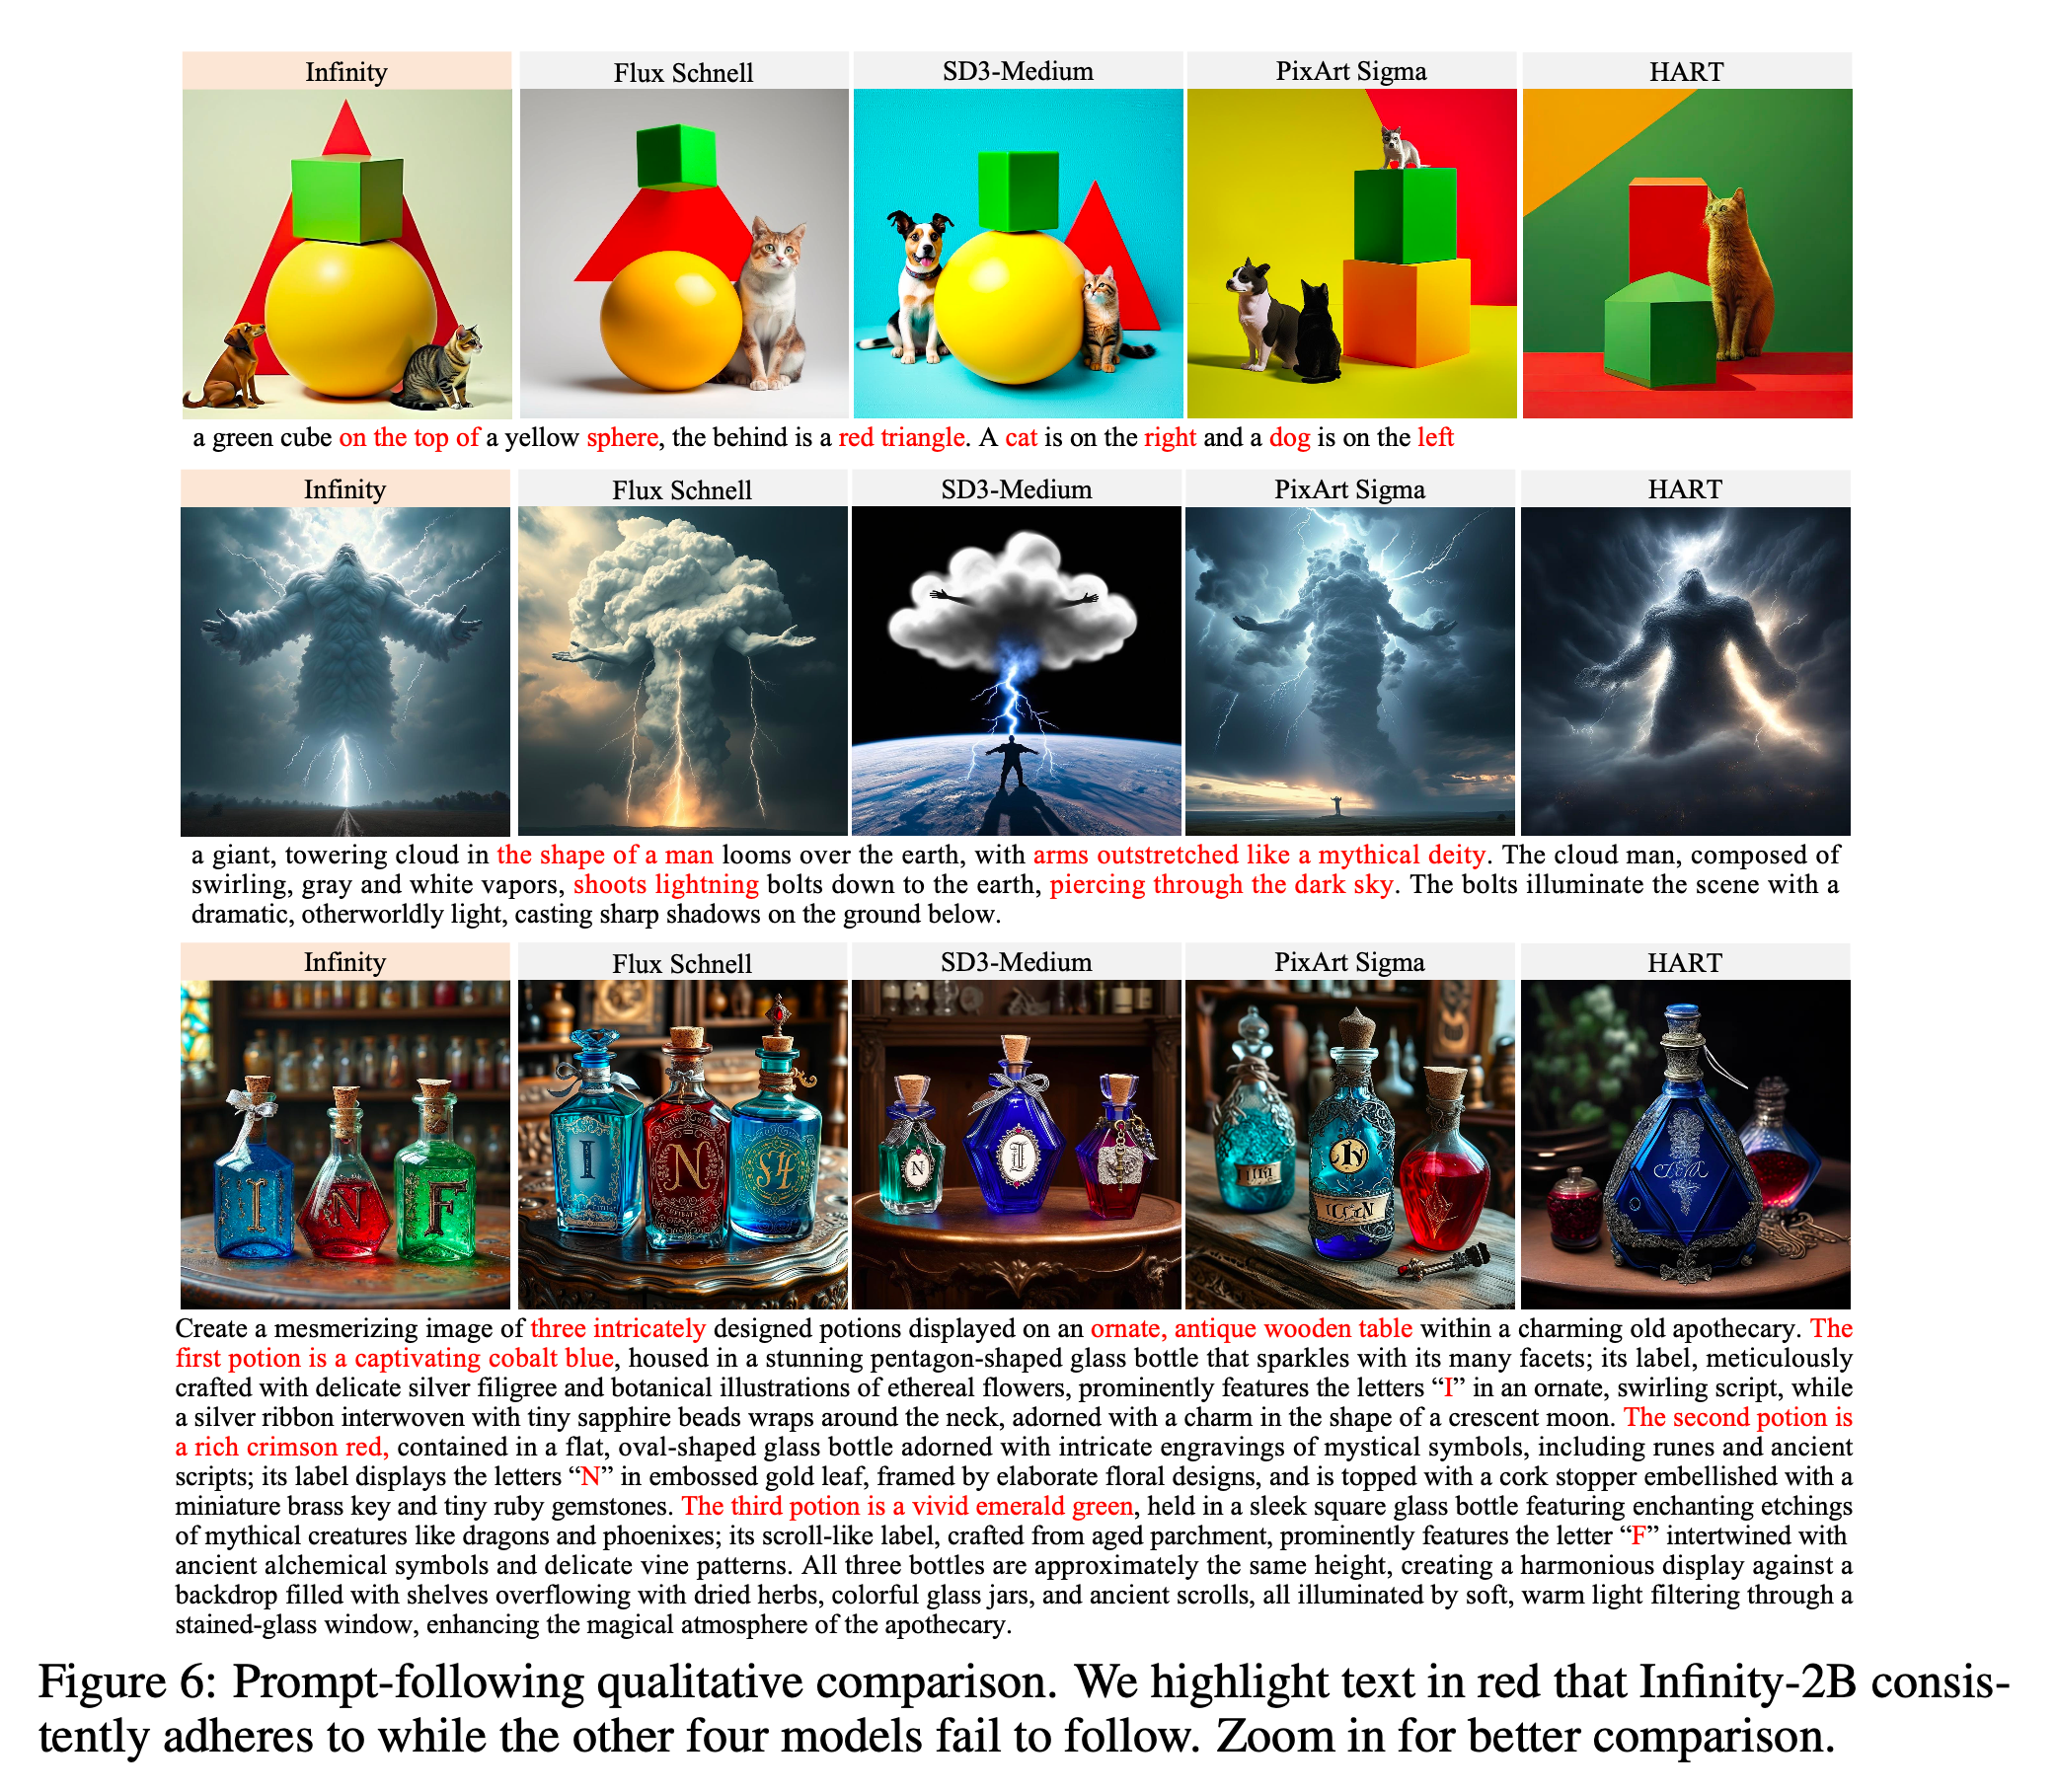 Infinity
Flux Schnell
SD3-Medium
PixArt Sigma
HART
a green cube on the top of a yellow sphere, the behind is a red triangle. A cat is on the right and a dog is on the left
Infinity
Flux Schnell
SD3-Medium
PixArt Sigma
HART
a giant, towering cloud in the shape of a man looms over the earth, with arms outstretched like a mythical deity. The cloud man, composed of
swirling, gray and white vapors, shoots lightning bolts down to the earth, piercing through the dark sky. The bolts illuminate the scene with a
dramatic, otherworldly light, casting sharp shadows on the ground below.
Infinity
Flux Schnell
SD3-Medium
PixArt Sigma
HART
I
N
F
I
N
N
I
Create a mesmerizing image of three intricately designed potions displayed on an ornate, antique wooden table within a charming old apothecary. The
first potion is a captivating cobalt blue, housed in a stunning pentagon-shaped glass bottle that sparkles with its many facets; its label, meticulously
crafted with delicate silver filigree and botanical illustrations of ethereal flowers, prominently features the letters “I” in an ornate, swirling script, while
a silver ribbon interwoven with tiny sapphire beads wraps around the neck, adorned with a charm in the shape of a crescent moon. The second potion is
a rich crimson red, contained in a flat, oval-shaped glass bottle adorned with intricate engravings of mystical symbols, including runes and ancient
scripts; its label displays the letters “N” in embossed gold leaf, framed by elaborate floral designs, and is topped with a cork stopper embellished with a
miniature brass key and tiny ruby gemstones. The third potion is a vivid emerald green, held in a sleek square glass bottle featuring enchanting etchings
of mythical creatures like dragons and phoenixes; its scroll-like label, crafted from aged parchment, prominently features the letter “F” intertwined with
ancient alchemical symbols and delicate vine patterns. All three bottles are approximately the same height, creating a harmonious display against a
backdrop filled with shelves overflowing with dried herbs, colorful glass jars, and ancient scrolls, all illuminated by soft, warm light filtering through a
stained-glass window, enhancing the magical atmosphere of the apothecary.
Figure 6: Prompt-following qualitative comparison. We highlight text in red that Infinity-2B consis-
tently adheres to while the other four models fail to follow. Zoom in for better comparison.